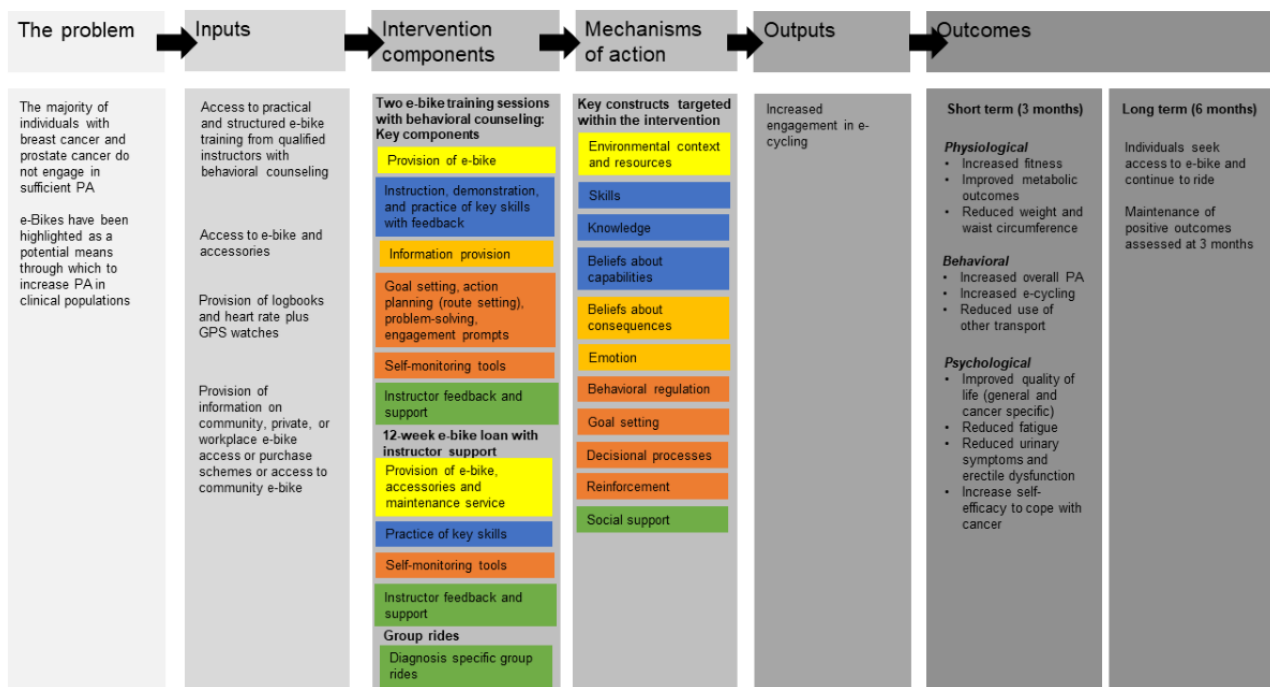 The problem
Inputs
Intervention
components
Mechanisms
of action
Outputs
Outcomes
The majority of
individuals with
breast cancer and
prostate cancer do
not engage in
sufficient PA
e-Bikes have been
highlighted as a
potential means
through which to
increase PA in
clinical populations
Access to practical
and structured e-bike
training from qualified
instructors with
behavioral counseling
Access to e-bike and
accessories
Provision of logbooks
and heart rate plus
GPS watches
Provision of
information on
community, private, or
workplace e-bike
access or purchase
schemes or access to
community e-bike
Two e-bike training sessions
with behavioral counseling:
Key components
Provision of e-bike
Instruction, demonstration,
and practice of key skills
with feedback
Information provision
Goal setting, action
planning (route setting),
problem-solving,
engagement prompts
Self-monitoring tools
Instructor feedback and
support
12-week e-bike loan with
instructor support
Provision of e-bike,
accessories and
maintenance service
Practice of key skills
Self-monitoring tools
Instructor feedback and
support
Group rides
Diagnosis specific group
rides
Key constructs targeted
within the intervention
Environmental context
and resources
Skills
Knowledge
Beliefs about
capabilities
Beliefs about
consequences
Emotion
Behavioral regulation
Goal setting
Decisional processes
Reinforcement
Social support
Increased
engagement in e-
cycling
Short term (3 months)
Physiological
• Increased fitness
• Improved metabolic
outcomes
• Reduced weight and
waist circumference
Behavioral
• Increased overall PA
• Increased e-cycling
• Reduced use of
other transport
Psychological
• Improved quality of
life (general and
cancer specific)
• Reduced fatigue
• Reduced urinary
symptoms and
erectile dysfunction
• Increase self-
efficacy to cope with
cancer
Long term (6 months)
Individuals seek
access to e-bike and
continue to ride
Maintenance of
positive outcomes
assessed at 3 months